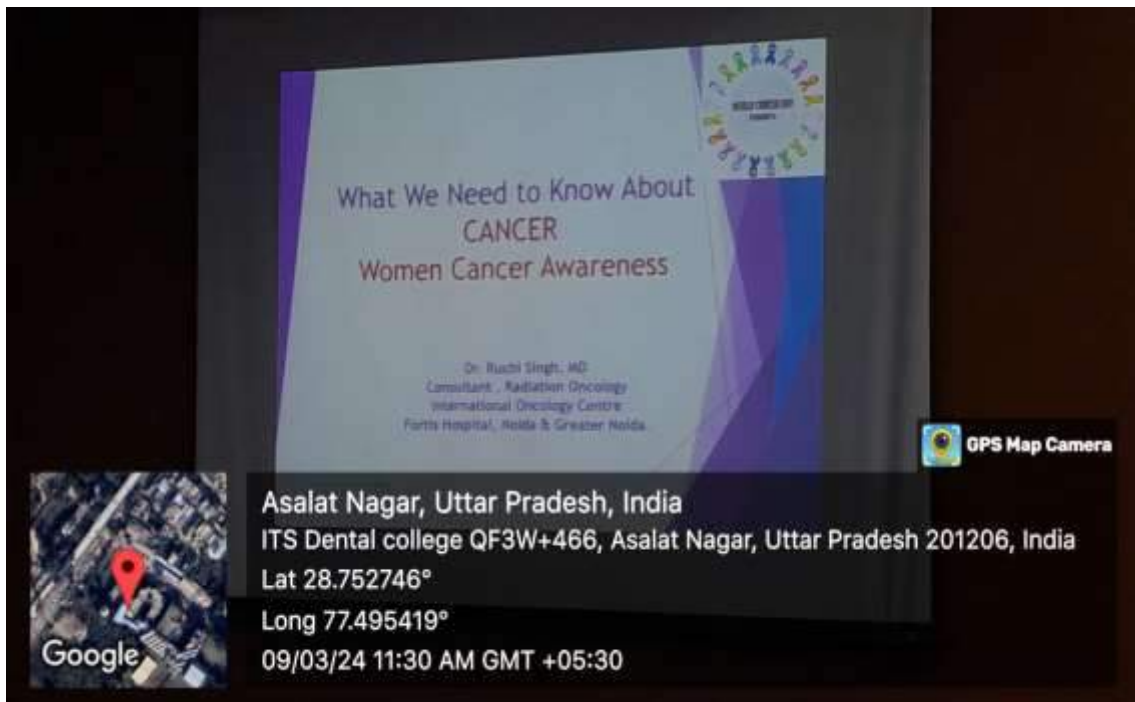 What We Need to Know About
CANCER
Women Cancer Awareness
Dr. Ruchi Singh, MD
Consultant , Radiation Oncology
International Oncology Centre
Fortis Hospital, Noida & Greater Noida
GPS Map Camera
Asalat Nagar, Uttar Pradesh, India
ITS Dental college QF3W+466, Asalat Nagar, Uttar Pradesh 201206, India
Lat 28.752746°
Long 77.495419°
09/03/24 11:30 AM GMT +05:30
Google